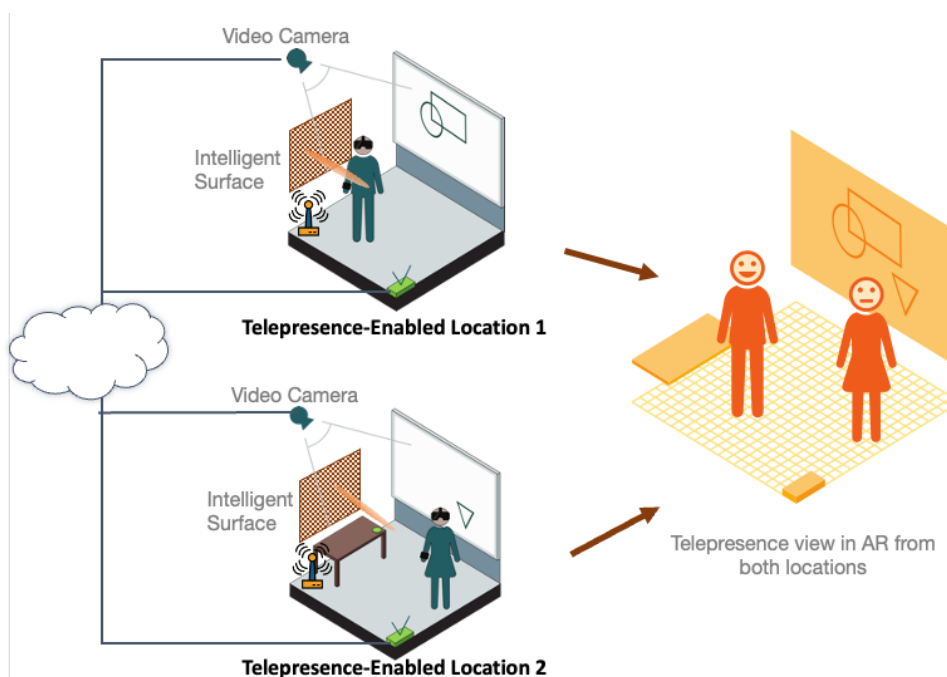 Video Camera
Intelligent
Surface
Telepresence-Enabled Location 1
Video Camera
Intelligent
Surface
Telepresence-Enabled Location 2
Telepresence view in AR from
both locations